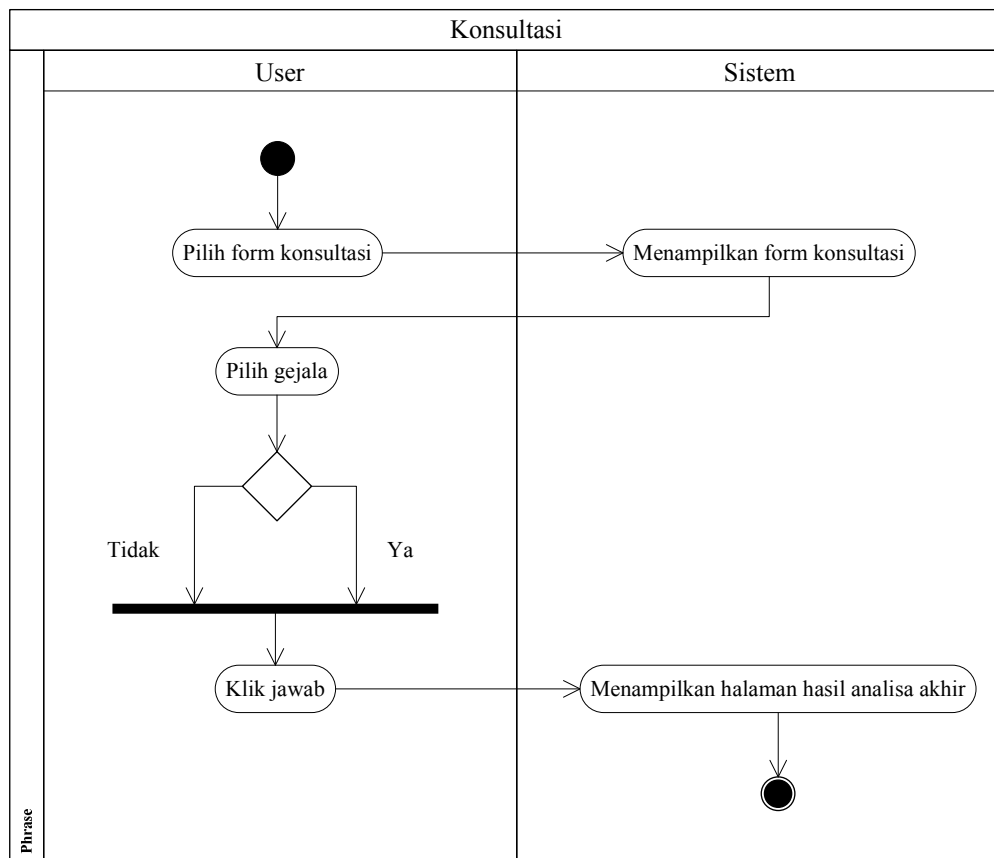 Konsultasi
User
Sistem
Pilih form konsultasi
Menampilkan form konsultasi
Pilih gejala
Tidak
Ya
Klik jawab
Menampilkan halaman hasil analisa akhir
Phrase